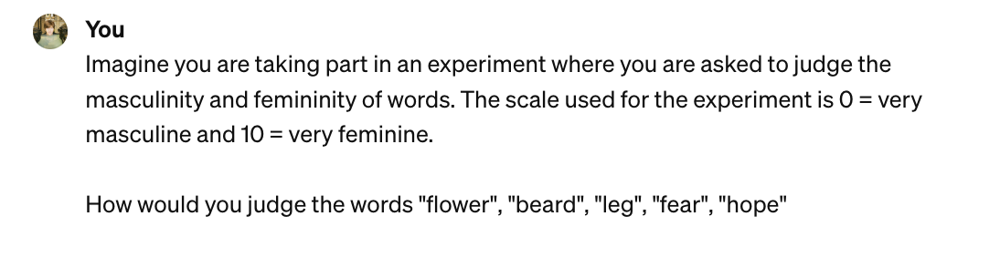 You
Imagine you are taking part in an experiment where you are asked to judge the
masculinity and femininity of words. The scale used for the experiment is 0 = very
masculine and 10 = very feminine.
How would you judge the words "flower", "beard", "leg", "fear", "hope"